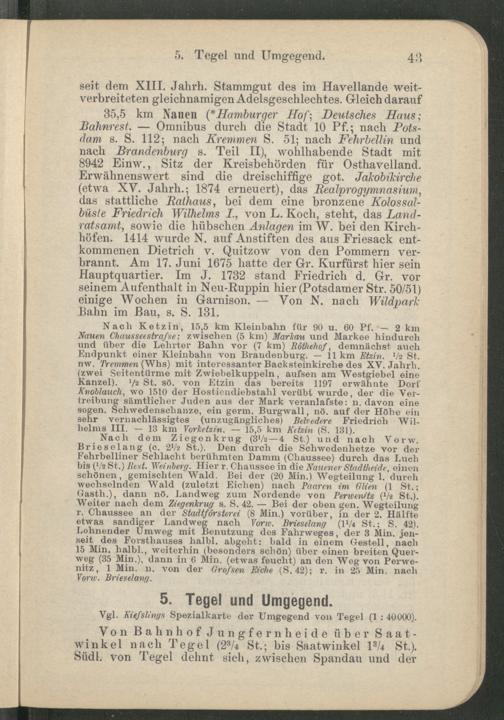 5. Tegel und Umgegend. 43
seit dem XIII. Jahrh. Stammgut des im Havellande weit-
verbreiteten gleichnamigen Adelsgeschlechtes. Gleich darauf
35,5 km Nauen (*Hamburger Hof; Deutsches Haus;
Bahnrest. — Omnibus durch die Stadt 10 Pf.; nach Pots-
dam s. S. 112; nach Kremmen S. 51; nach Fehrbellin und
nach Brandenburg s. Teil II), wohlhabende Stadt mit
8942 Einw., Sitz der Kreisbehörden für Osthavelland.
Erwähnenswert sind die dreischiffige got. Jakobikirche
(etwa XV. Jahrh.; 1874 erneuert), das Realprogymnasium,
das stattliche Rathaus, bei dem eine bronzene Kolossal-
büste Friedrich Wilhelms I., von L. Koch, steht, das Land-
ratsamt, sowie die hübschen Anlagen im W. bei den Kirch-
höfen. 1414 wurde N. auf Anstiften des aus Friesack ent-
kommenen Dietrich v. Quitzow von den Pommern ver-
brannt. Am 17. Juni 1675 hatte der Gr. Kurfürst hier sein
Hauptquartier. Im J. 1732 stand Friedrich d. Gr. vor
seinem Aufenthalt in Neu-Ruppin hier (Potsdamer Str. 50/51)
einige Wochen in Garnison. — Von N. nach Wildpark
Bahn im Bau, s. S. 131.
Nach Ketzin, 15,5 km Kleinbahn für 90 u. 60 Pf. — 2 km
Nauen Chausseestraße; zwischen (5 km) Markau und Markee hindurch
und über die Lehrter Bahn vor (7 km) Röthehof, demnächst auch
Endpunkt einer Kleinbahn von Brandenburg. — 11 km Etzin. ½ St.
nw. Tremmen (Whs) mit interessanter Backsteinkirche des XV. Jahrh.
(zwei Seitentürme mit Zwiebelkuppeln, außen am Westgiebel eine
Kanzel). ½ St. sö. von Etzin das bereits 1197 erwähnte Dorf
Knoblauch, wo 1510 der Hostiendiebstahl verübt wurde, der die Ver-
treibung sämtlicher Juden aus der Mark veranlaßte: n. davon eine
sogen. Schwedenschanze, ein germ. Burgwall, nö. auf der Höhe ein
sehr vernachlässigtes (unzugängliches) Belvedere Friedrich Wil-
helms III. — 13 km Vorketzin. — 15,5 km Ketzin (S. 131).
Nach dem Ziegenkrug (3½—4 St.) und nach Vorw.
Brieselang (c. 2½ St.). Den durch die Schwedenhetze vor der
Fehrbelliner Schlacht berühmten Damm (Chaussee) durch das Luch
bis (½ St.) Rest. Weinberg. Hier r. Chaussee in die Nauener Stadtheide, einen
schönen, gemischten Wald. Bei der (20 Min.) Wegteilung l. durch
wechselnden Wald (zuletzt Eichen) nach Paaren im Glien (1 St.;
Gasth.), dann nö. Landweg zum Nordende von Perwenitz (½ St.).
Weiter nach dem Ziegenkrug s. S. 42. — Bei der oben gen. Wegteilung
r. Chaussee an der Stadtförsterei (8 Min.) vorüber, in der 2. Hälfte
etwas sandiger Landweg nach Vorw. Brieselang (1¼ St.; S. 42).
Lohnender Umweg mit Benutzung des Fahrweges, der 3 Min. jen-
seit des Forsthauses halbl. abgeht: bald in einem Gestell, nach
15 Min. halbl., weiterhin (besonders schön) über einen breiten Quer-
weg (35 Min.), dann in 6 Min. (etwas feucht) an den Weg von Perwe-
nitz, 1 Min. n. von der Großen Eiche (S. 42); r. in 25 Min. nach
Vorw. Brieselang.
5. Tegel und Umgegend.
Vgl. Kießlings Spezialkarte der Umgegend von Tegel (1 : 40000).
Von Bahnhof Jungfernheide über Saat-
winkel nach Tegel (2¾ St.; bis Saatwinkel 1¾ St.).
Südl. von Tegel dehnt sich, zwischen Spandau und der